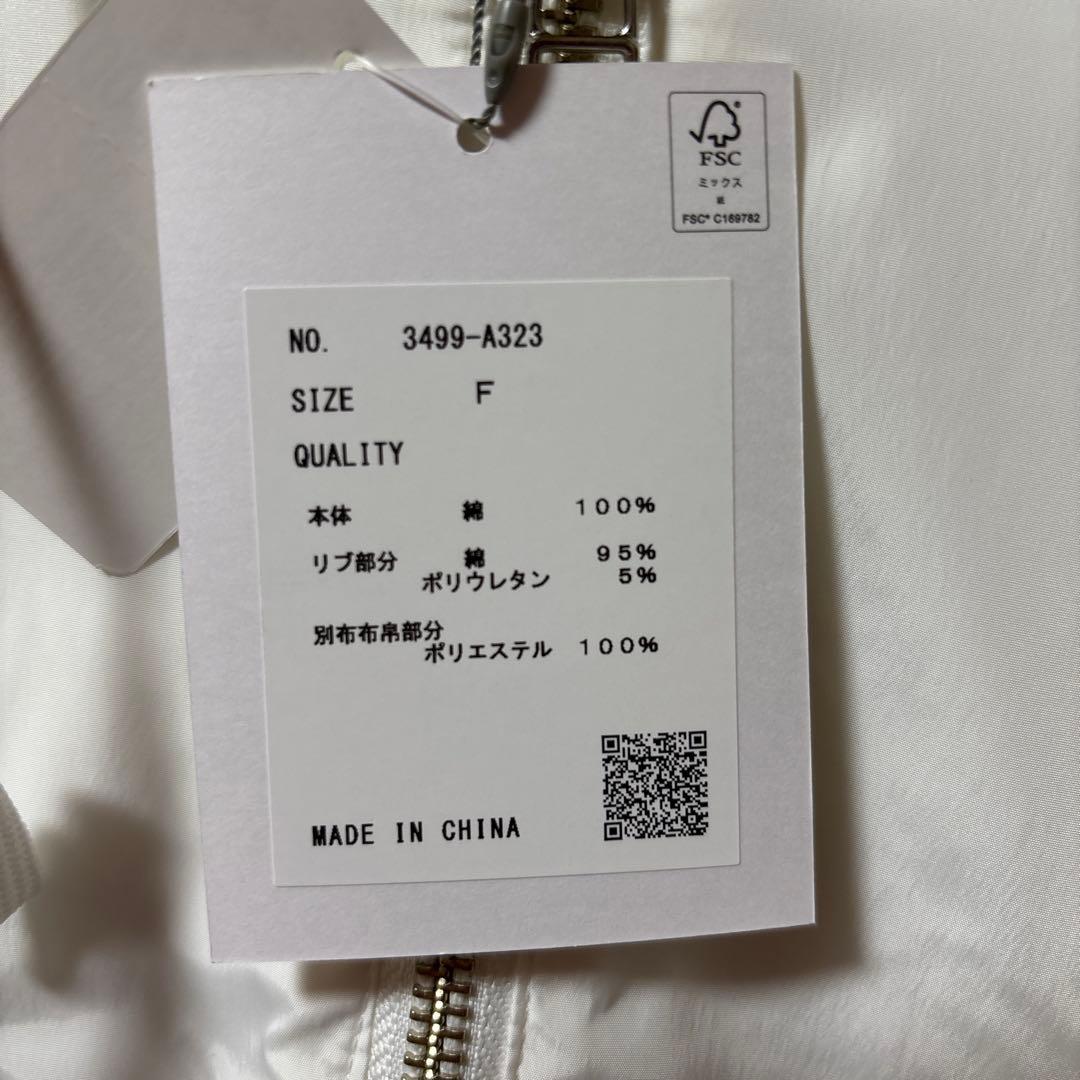 FSC®
ミックス
紙
FSC® C169782
NO. 3499-A323
SIZE F
QUALITY
本体 綿 100%
リブ部分 綿 95%
ポリウレタン 5%
別布布帛部分
ポリエステル 100%
MADE IN CHINA